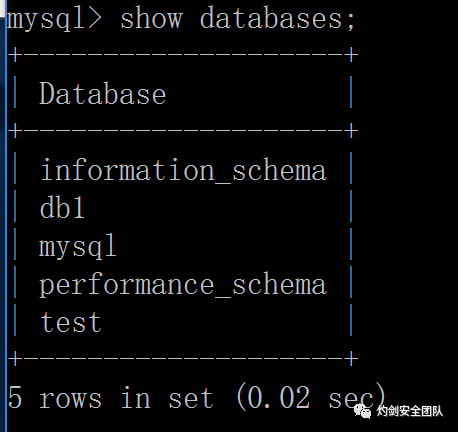 mysql> show databases;
+--------------------+
| Database           |
+--------------------+
| information_schema |
| db1                |
| mysql              |
| performance_schema |
| test               |
+--------------------+
5 rows in set (0.02 sec)
灼剑安全团队